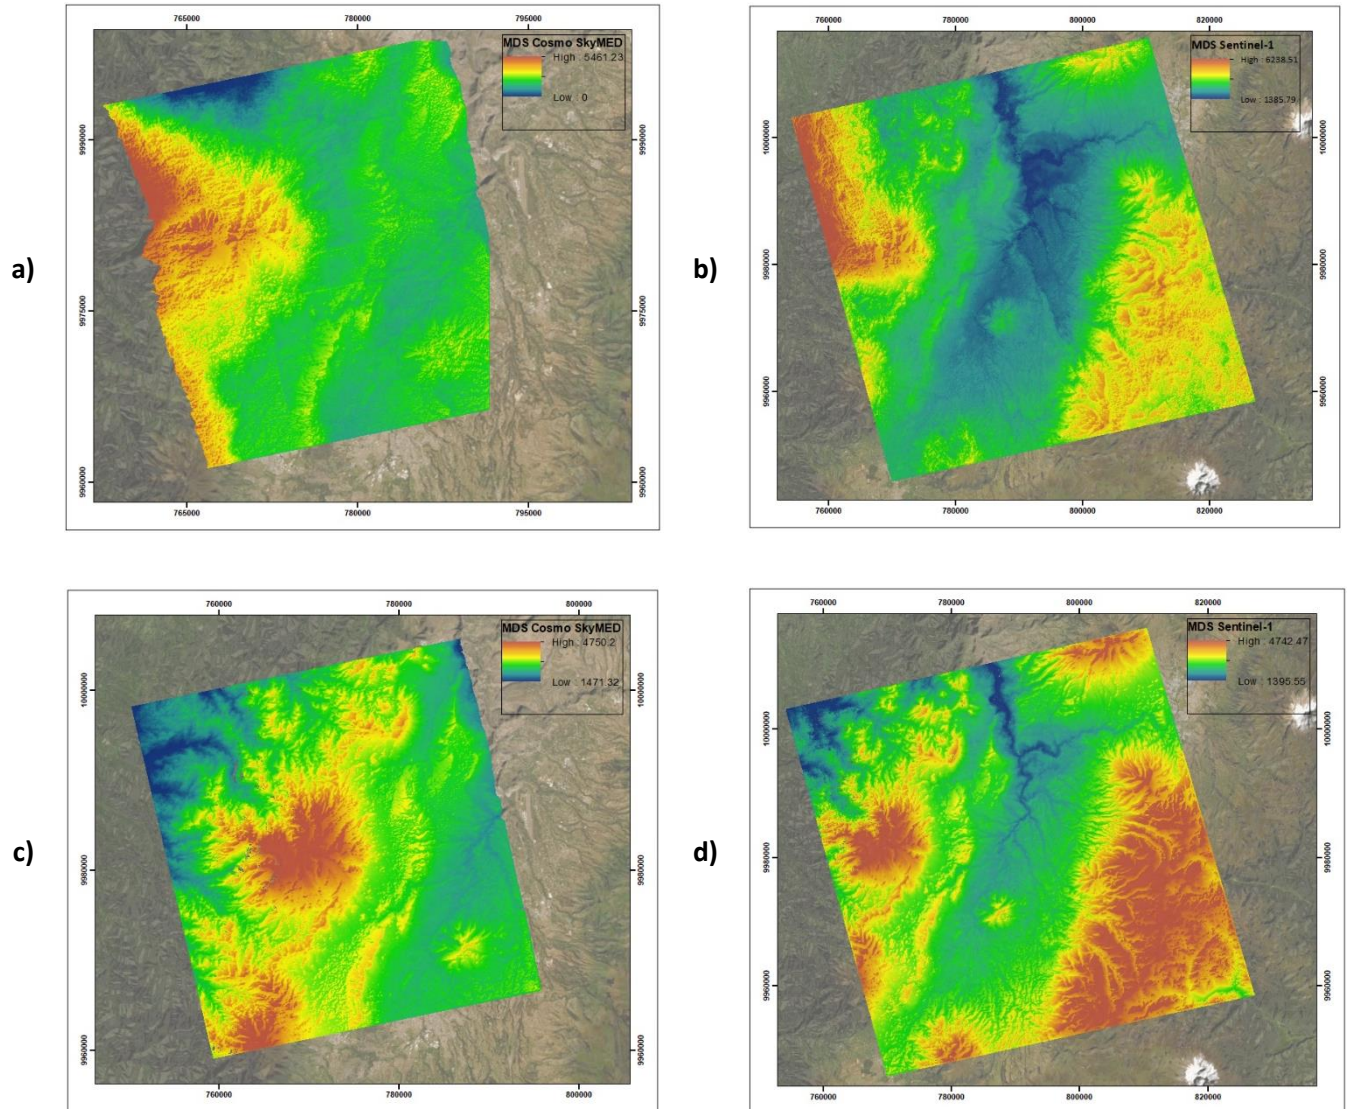 765000 780000 795000
MDS Cosmo SkyMED
High : 5461.23
Low : 0
9990000 9990000
a)
9975000 9975000
9960000 9960000
765000 780000 795000
760000 780000 800000 820000
MDS Sentinel-1
High : 6238.51
Low : 1385.79
10000000 10000000
b)
9980000 9980000
9960000 9960000
760000 780000 800000 820000
760000 780000 800000
MDS Cosmo SkyMED
High : 4750.2
Low : 1471.32
10000000 10000000
c)
9980000 9980000
9960000 9960000
760000 780000 800000
760000 780000 800000 820000
MDS Sentinel-1
High : 4742.47
Low : 1395.55
10000000 10000000
d)
9980000 9980000
9960000 9960000
760000 780000 800000 820000